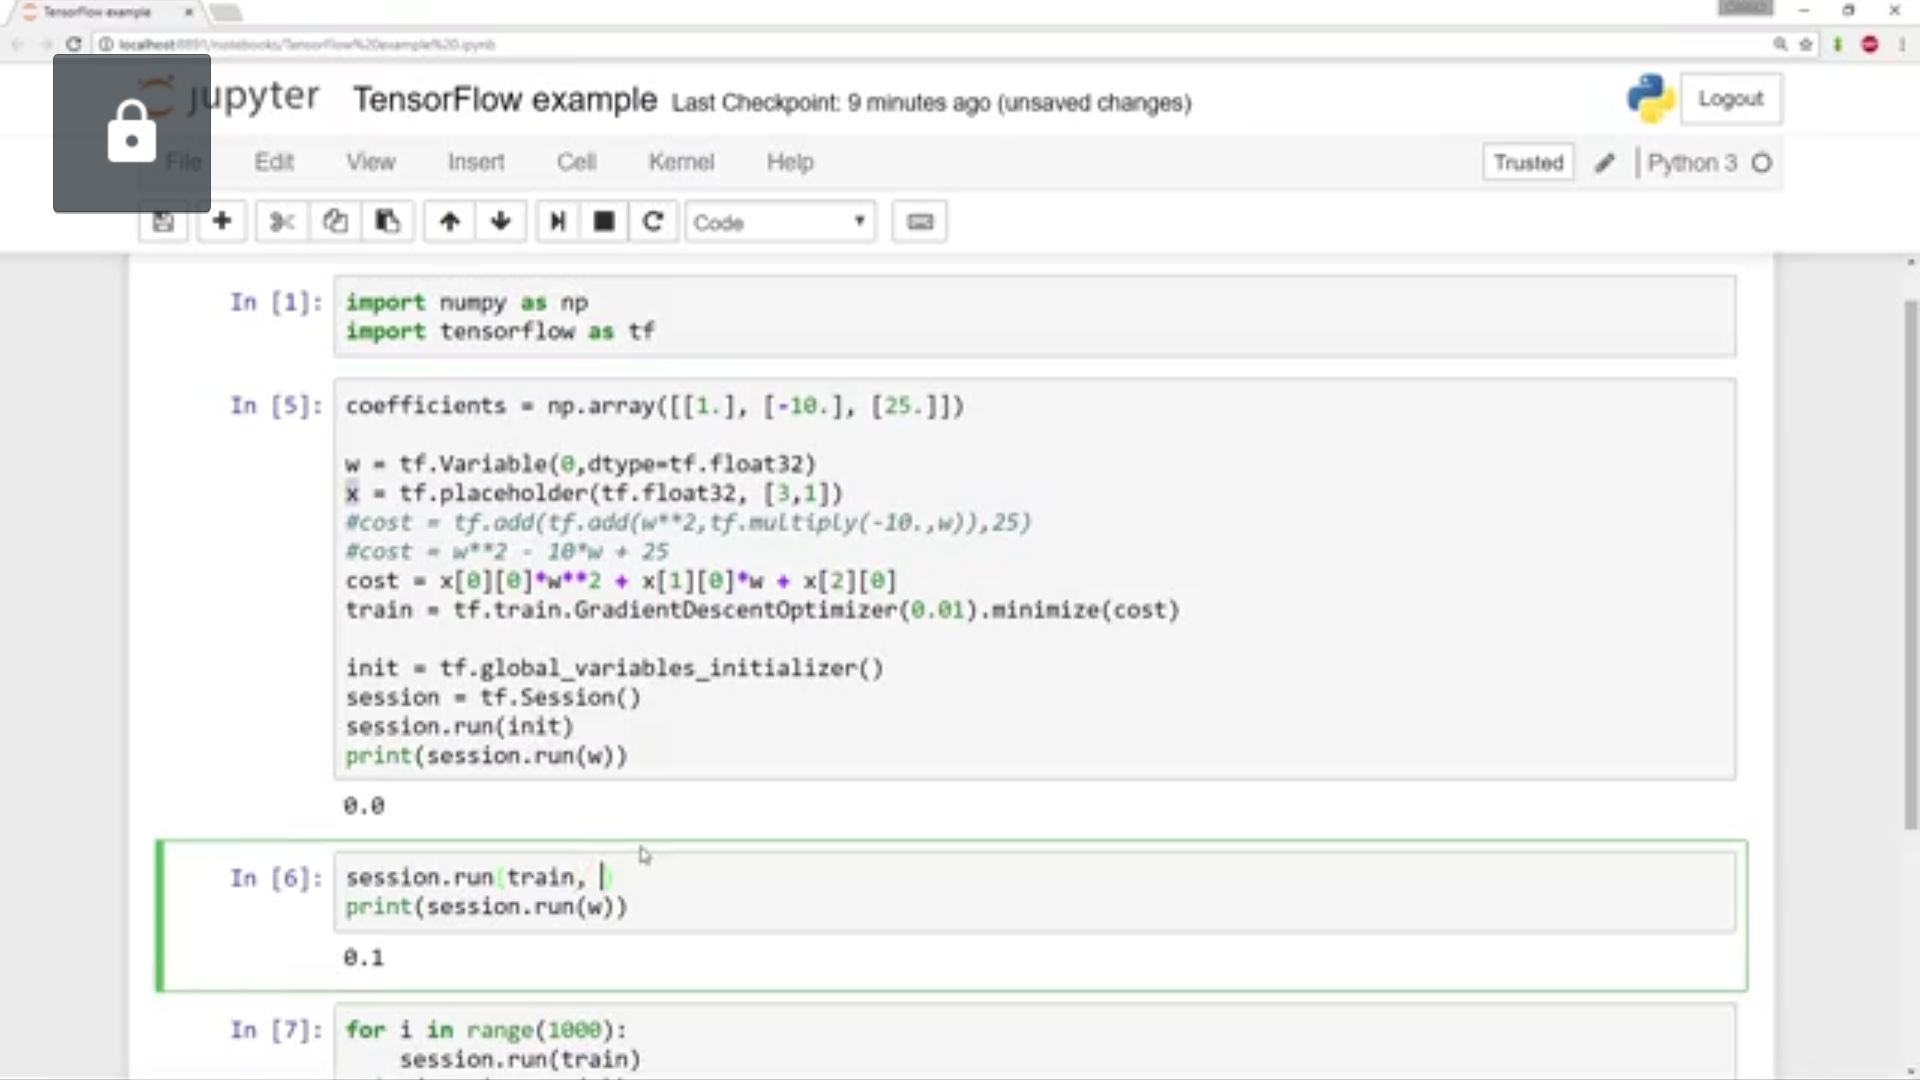 TensorFlow example
localhost:8891/notebooks/TensorFlow%20example%20.ipynb
jupyter TensorFlow example Last Checkpoint: 9 minutes ago (unsaved changes) Logout
File Edit View Insert Cell Kernel Help Trusted Python 3
Code
In [1]: import numpy as np
import tensorflow as tf
In [5]: coefficients = np.array([[1.], [-10.], [25.]])
w = tf.Variable(0,dtype=tf.float32)
x = tf.placeholder(tf.float32, [3,1])
#cost = tf.add(tf.add(w**2,tf.multiply(-10.,w)),25)
#cost = w**2 - 10*w + 25
cost = x[0][0]*w**2 + x[1][0]*w + x[2][0]
train = tf.train.GradientDescentOptimizer(0.01).minimize(cost)
init = tf.global_variables_initializer()
session = tf.Session()
session.run(init)
print(session.run(w))
0.0
In [6]: session.run(train, )
print(session.run(w))
0.1
In [7]: for i in range(1000):
session.run(train)